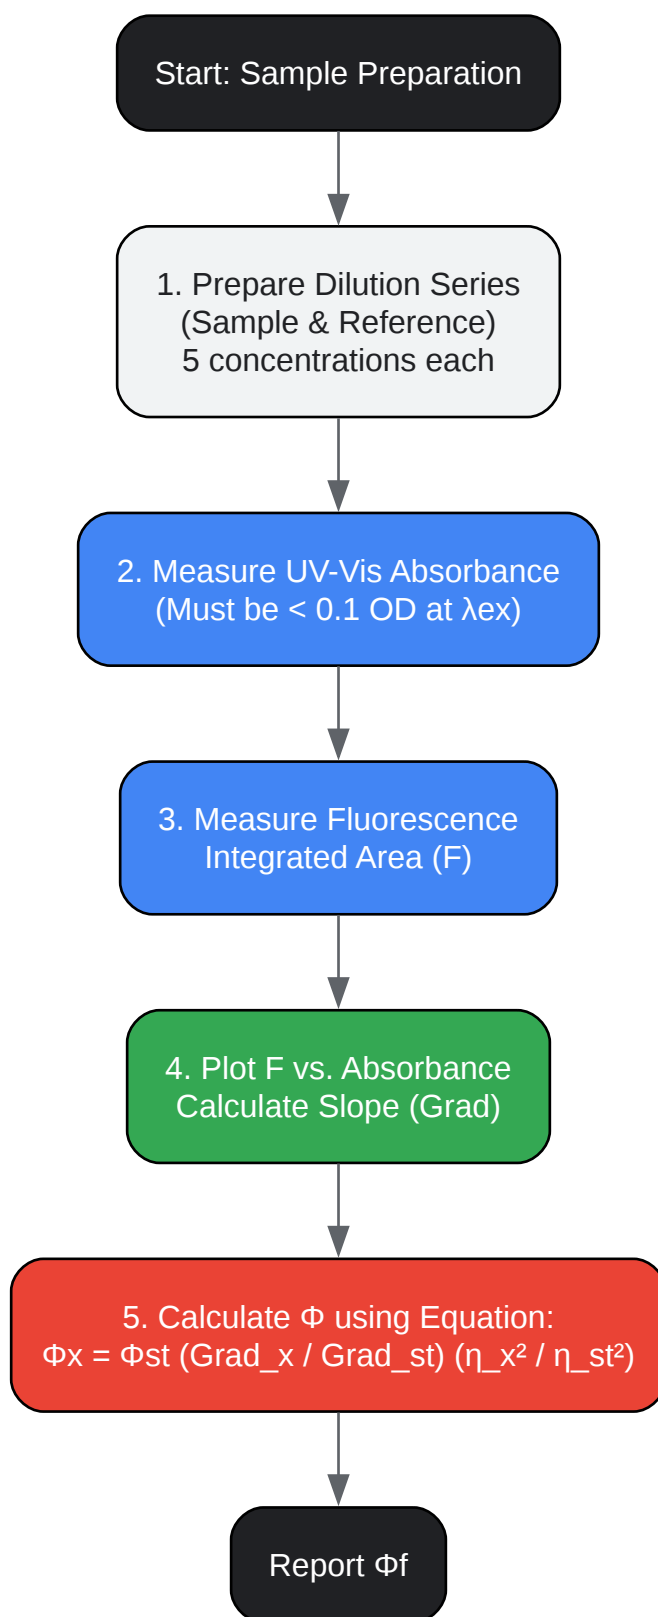 Start: Sample Preparation
1. Prepare Dilution Series
(Sample & Reference)
5 concentrations each
2. Measure UV-Vis Absorbance
(Must be < 0.1 OD at λex)
3. Measure Fluorescence
Integrated Area (F)
4. Plot F vs. Absorbance
Calculate Slope (Grad)
5. Calculate Φ using Equation:
Φx = Φst (Grad_x / Grad_st) (η_x² / η_st²)
Report Φf